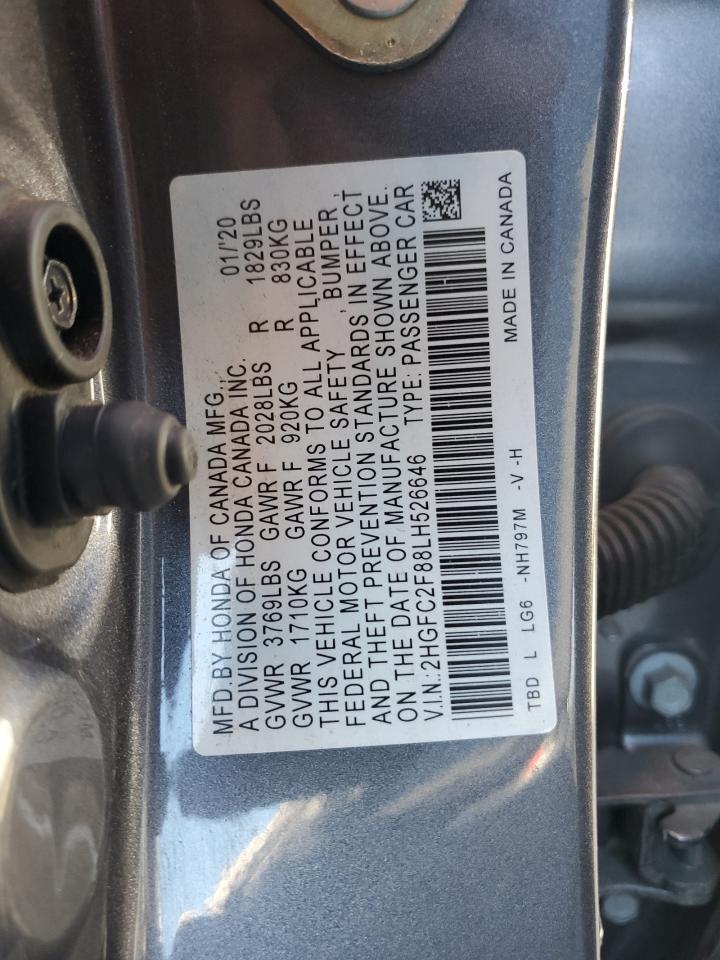 MFD. BY HONDA OF CANADA MFG., 01/'20
A DIVISION OF HONDA CANADA INC.
GVWR 3769LBS GAWR F 2028LBS R 1829LBS
GVWR 1710KG GAWR F 920KG R 830KG
THIS VEHICLE CONFORMS TO ALL APPLICABLE
FEDERAL MOTOR VEHICLE SAFETY , BUMPER ,
AND THEFT PREVENTION STANDARDS IN EFFECT
ON THE DATE OF MANUFACTURE SHOWN ABOVE.
V.I.N.:2HGFC2F88LH526646 TYPE: PASSENGER CAR
TBD L LG6 -NH797M -V -H MADE IN CANADA